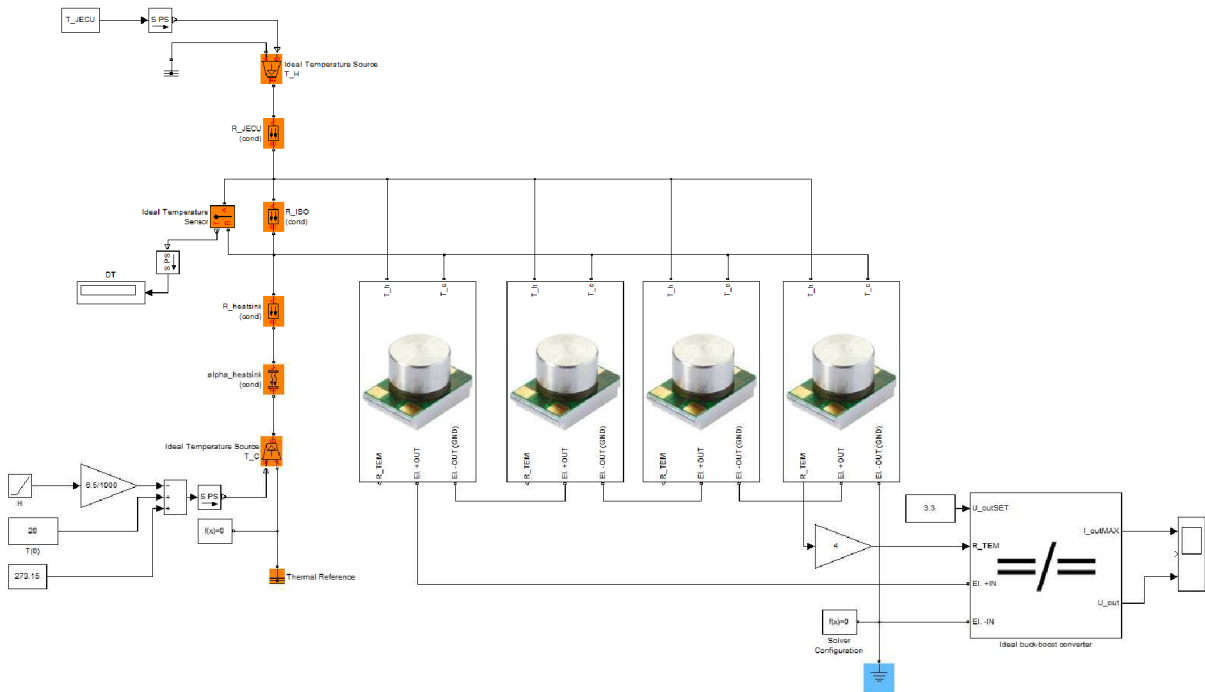 T_JECU
S PS
Ideal Temperature Source
T_H
R_JECU
(cond)
Ideal Temperature
Sensor
T
B
A
R_ISO
(cond)
S PS
DT
R_heatsink
(cond)
alpha_heatsink
(cond)
Ideal Temperature Source
T_C
H
6.5/1000
-
+
+
S PS
20
T(0)
f(x)=0
273.15
Thermal Reference
T_h
T_c
T_h
T_c
T_h
T_c
T_h
T_c
R_TEM
El. +OUT
El. -OUT (GND)
R_TEM
El. +OUT
El. -OUT (GND)
R_TEM
El. +OUT
El. -OUT (GND)
R_TEM
El. +OUT
El. -OUT (GND)
4
3.3
U_outSET
R_TEM
El. +IN
El. -IN
I_outMAX
U_out
=/=
Ideal buck-boost converter
f(x)=0
Solver
Configuration